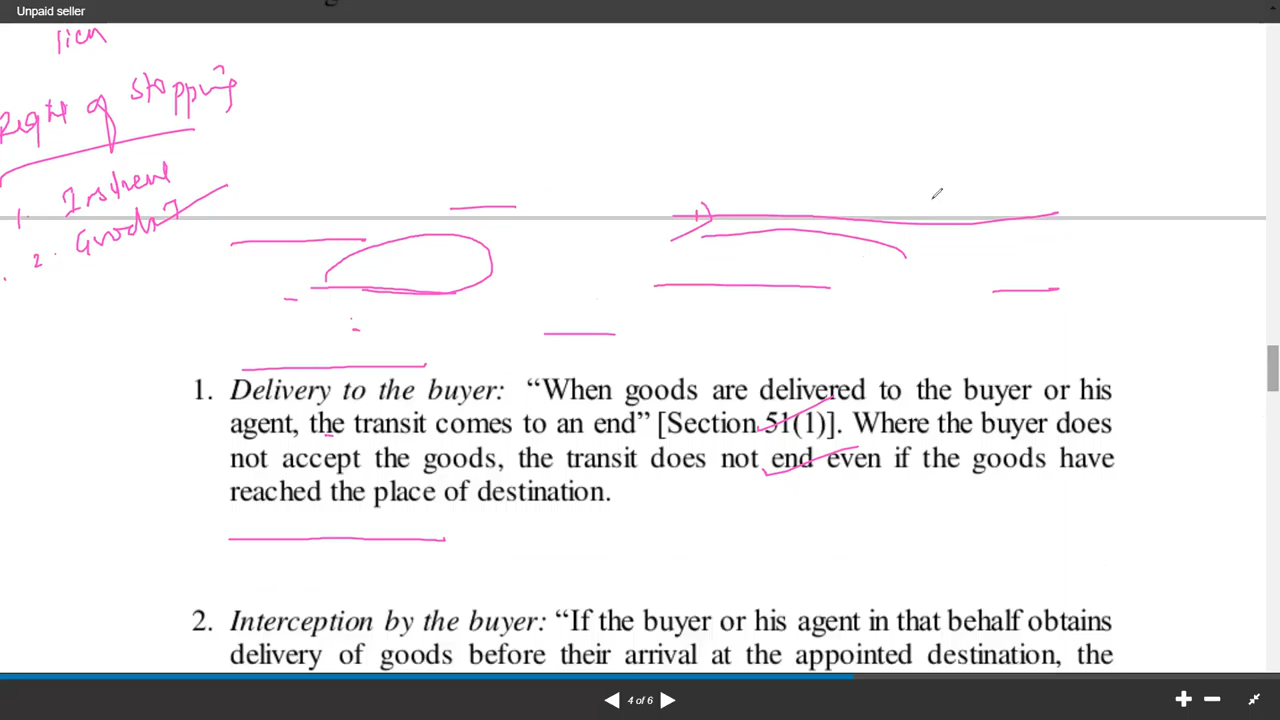 Unpaid seller
lien
Right of stopping
1. Instrene
2. Goods 7
1. Delivery to the buyer: “When goods are delivered to the buyer or his
agent, the transit comes to an end” [Section 51(1)]. Where the buyer does
not accept the goods, the transit does not end even if the goods have
reached the place of destination.
2. Interception by the buyer: “If the buyer or his agent in that behalf obtains
delivery of goods before their arrival at the appointed destination, the
4 of 6